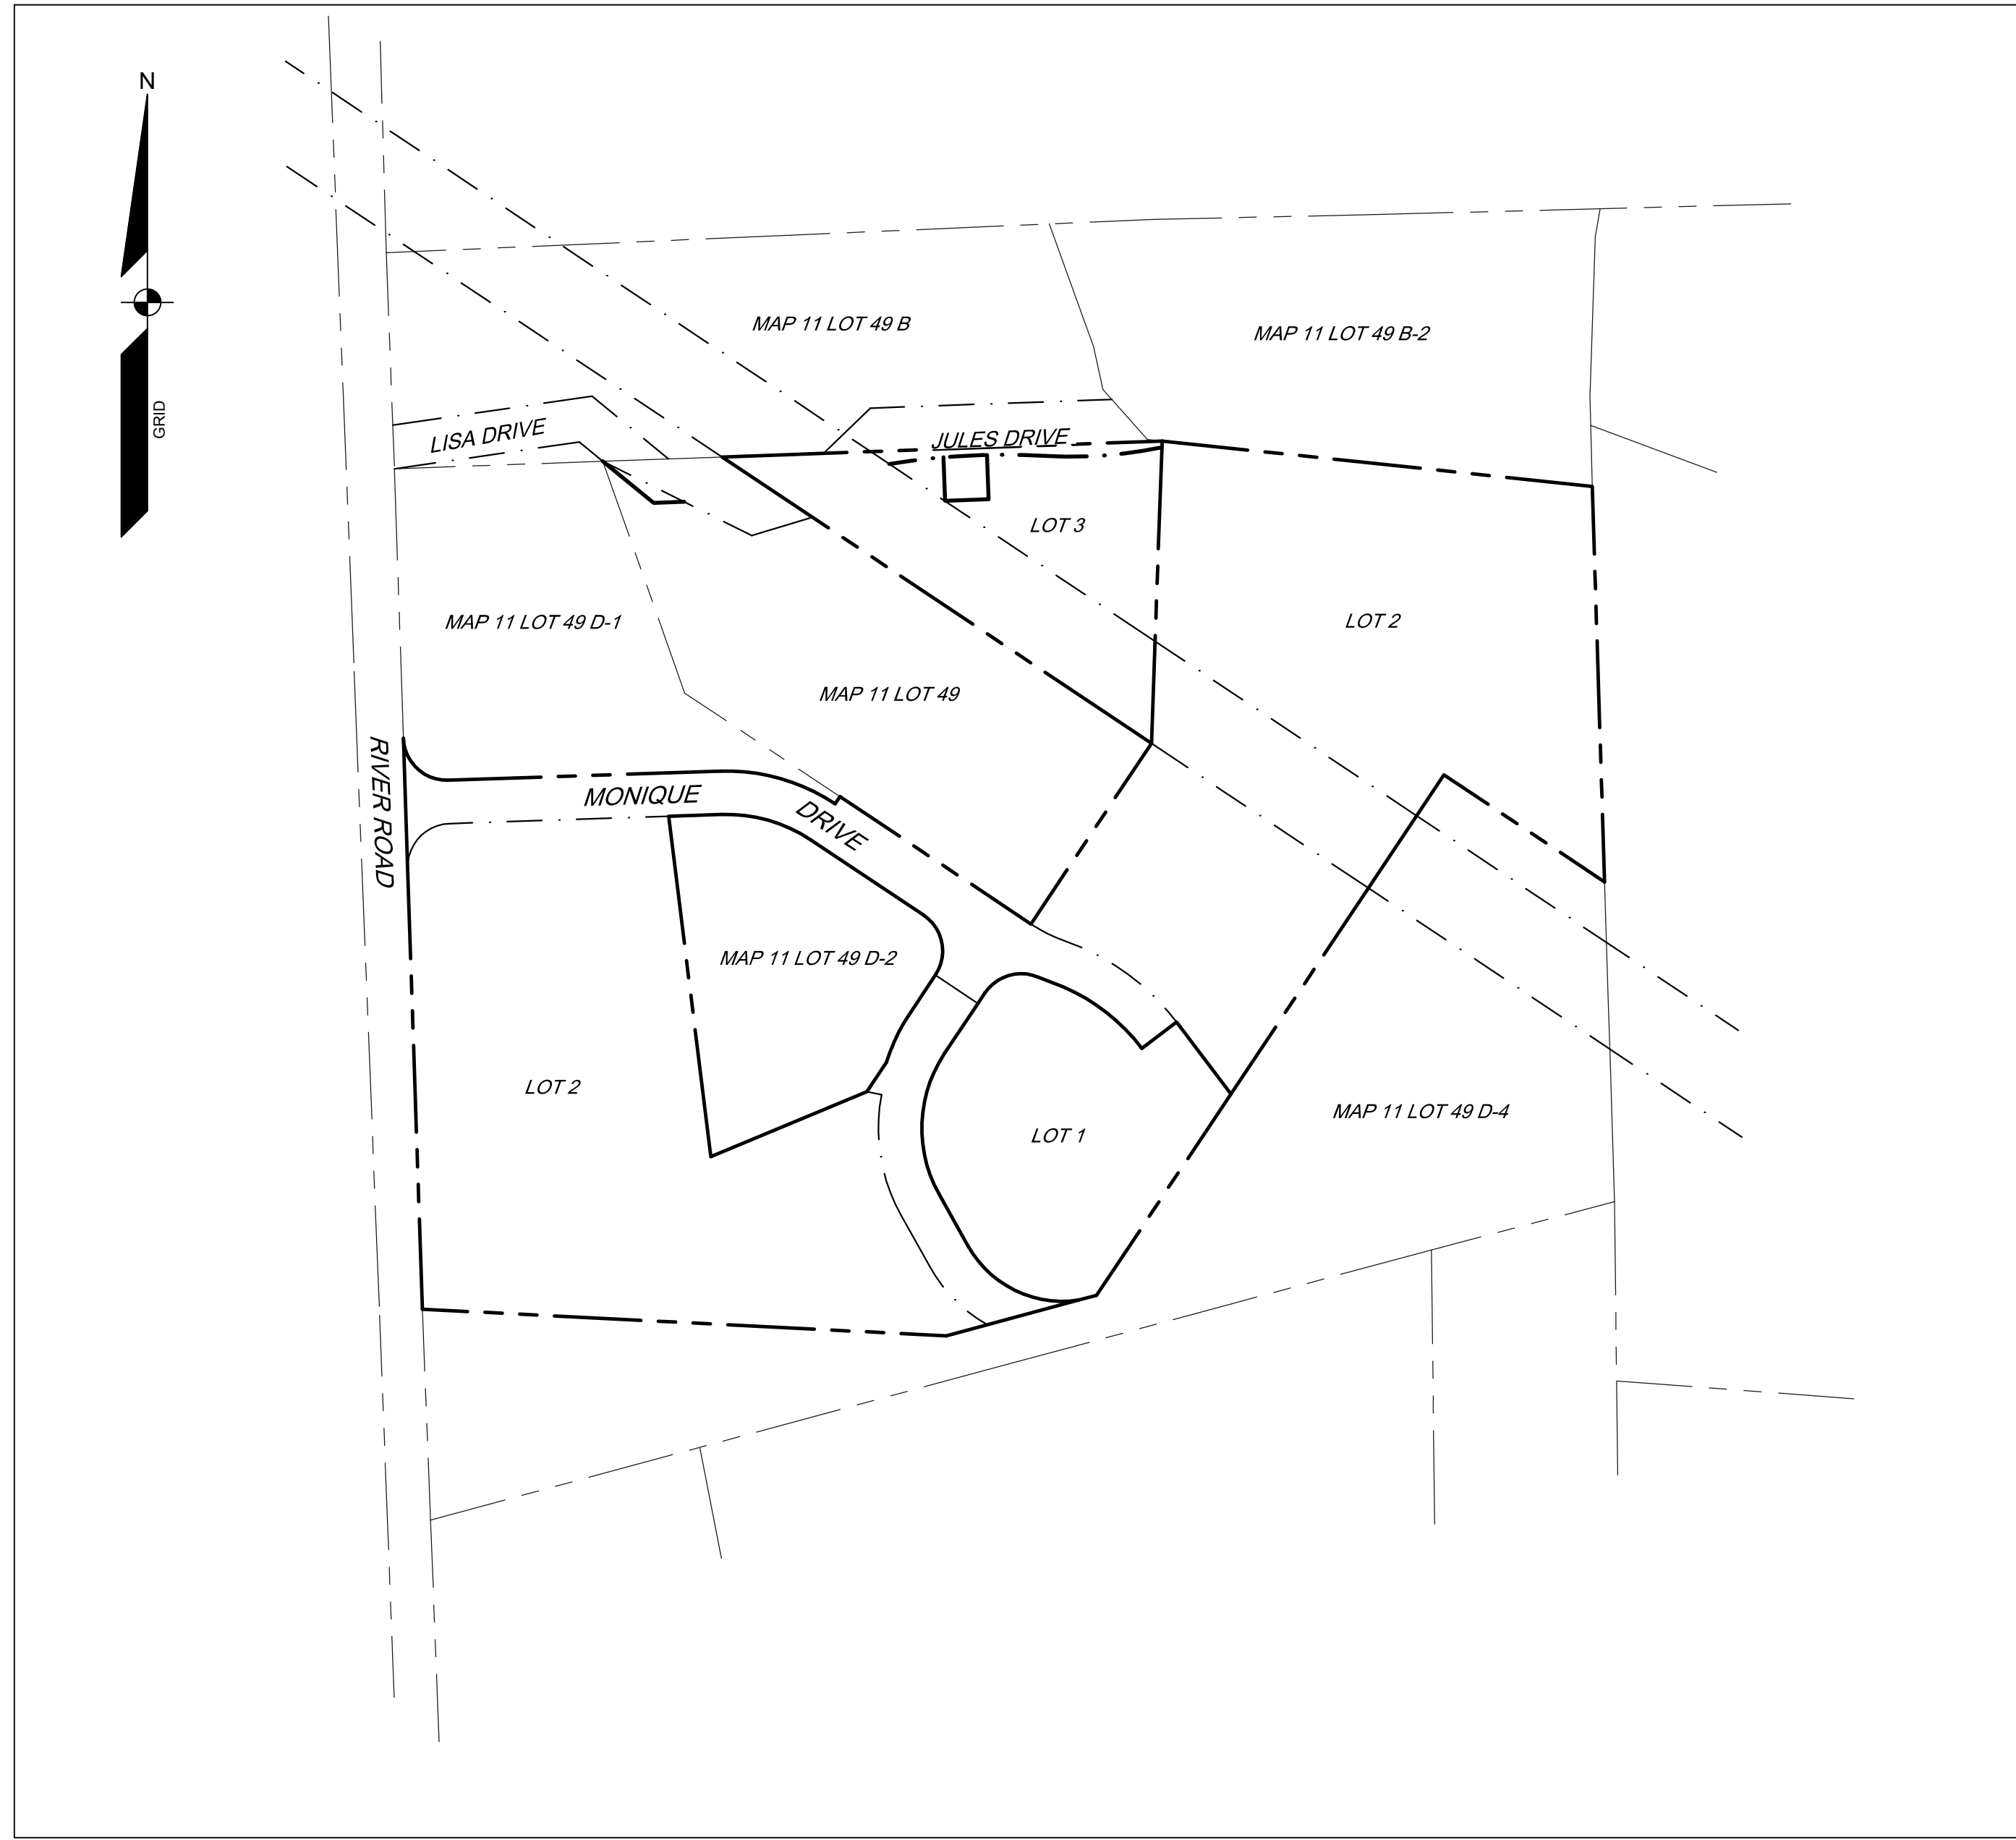 N
GRID
MAP 11 LOT 49 B
MAP 11 LOT 49 B-2
LISA DRIVE
JULES DRIVE
LOT 3
MAP 11 LOT 49 D-1
LOT 2
MAP 11 LOT 49
RIVER ROAD
MONIQUE
DRIVE
MAP 11 LOT 49 D-2
LOT 2
MAP 11 LOT 49 D-4
LOT 1